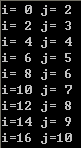 i= 0 j= 2
i= 2 j= 3
i= 4 j= 4
i= 6 j= 5
i= 8 j= 6
i=10 j= 7
i=12 j= 8
i=14 j= 9
i=16 j=10